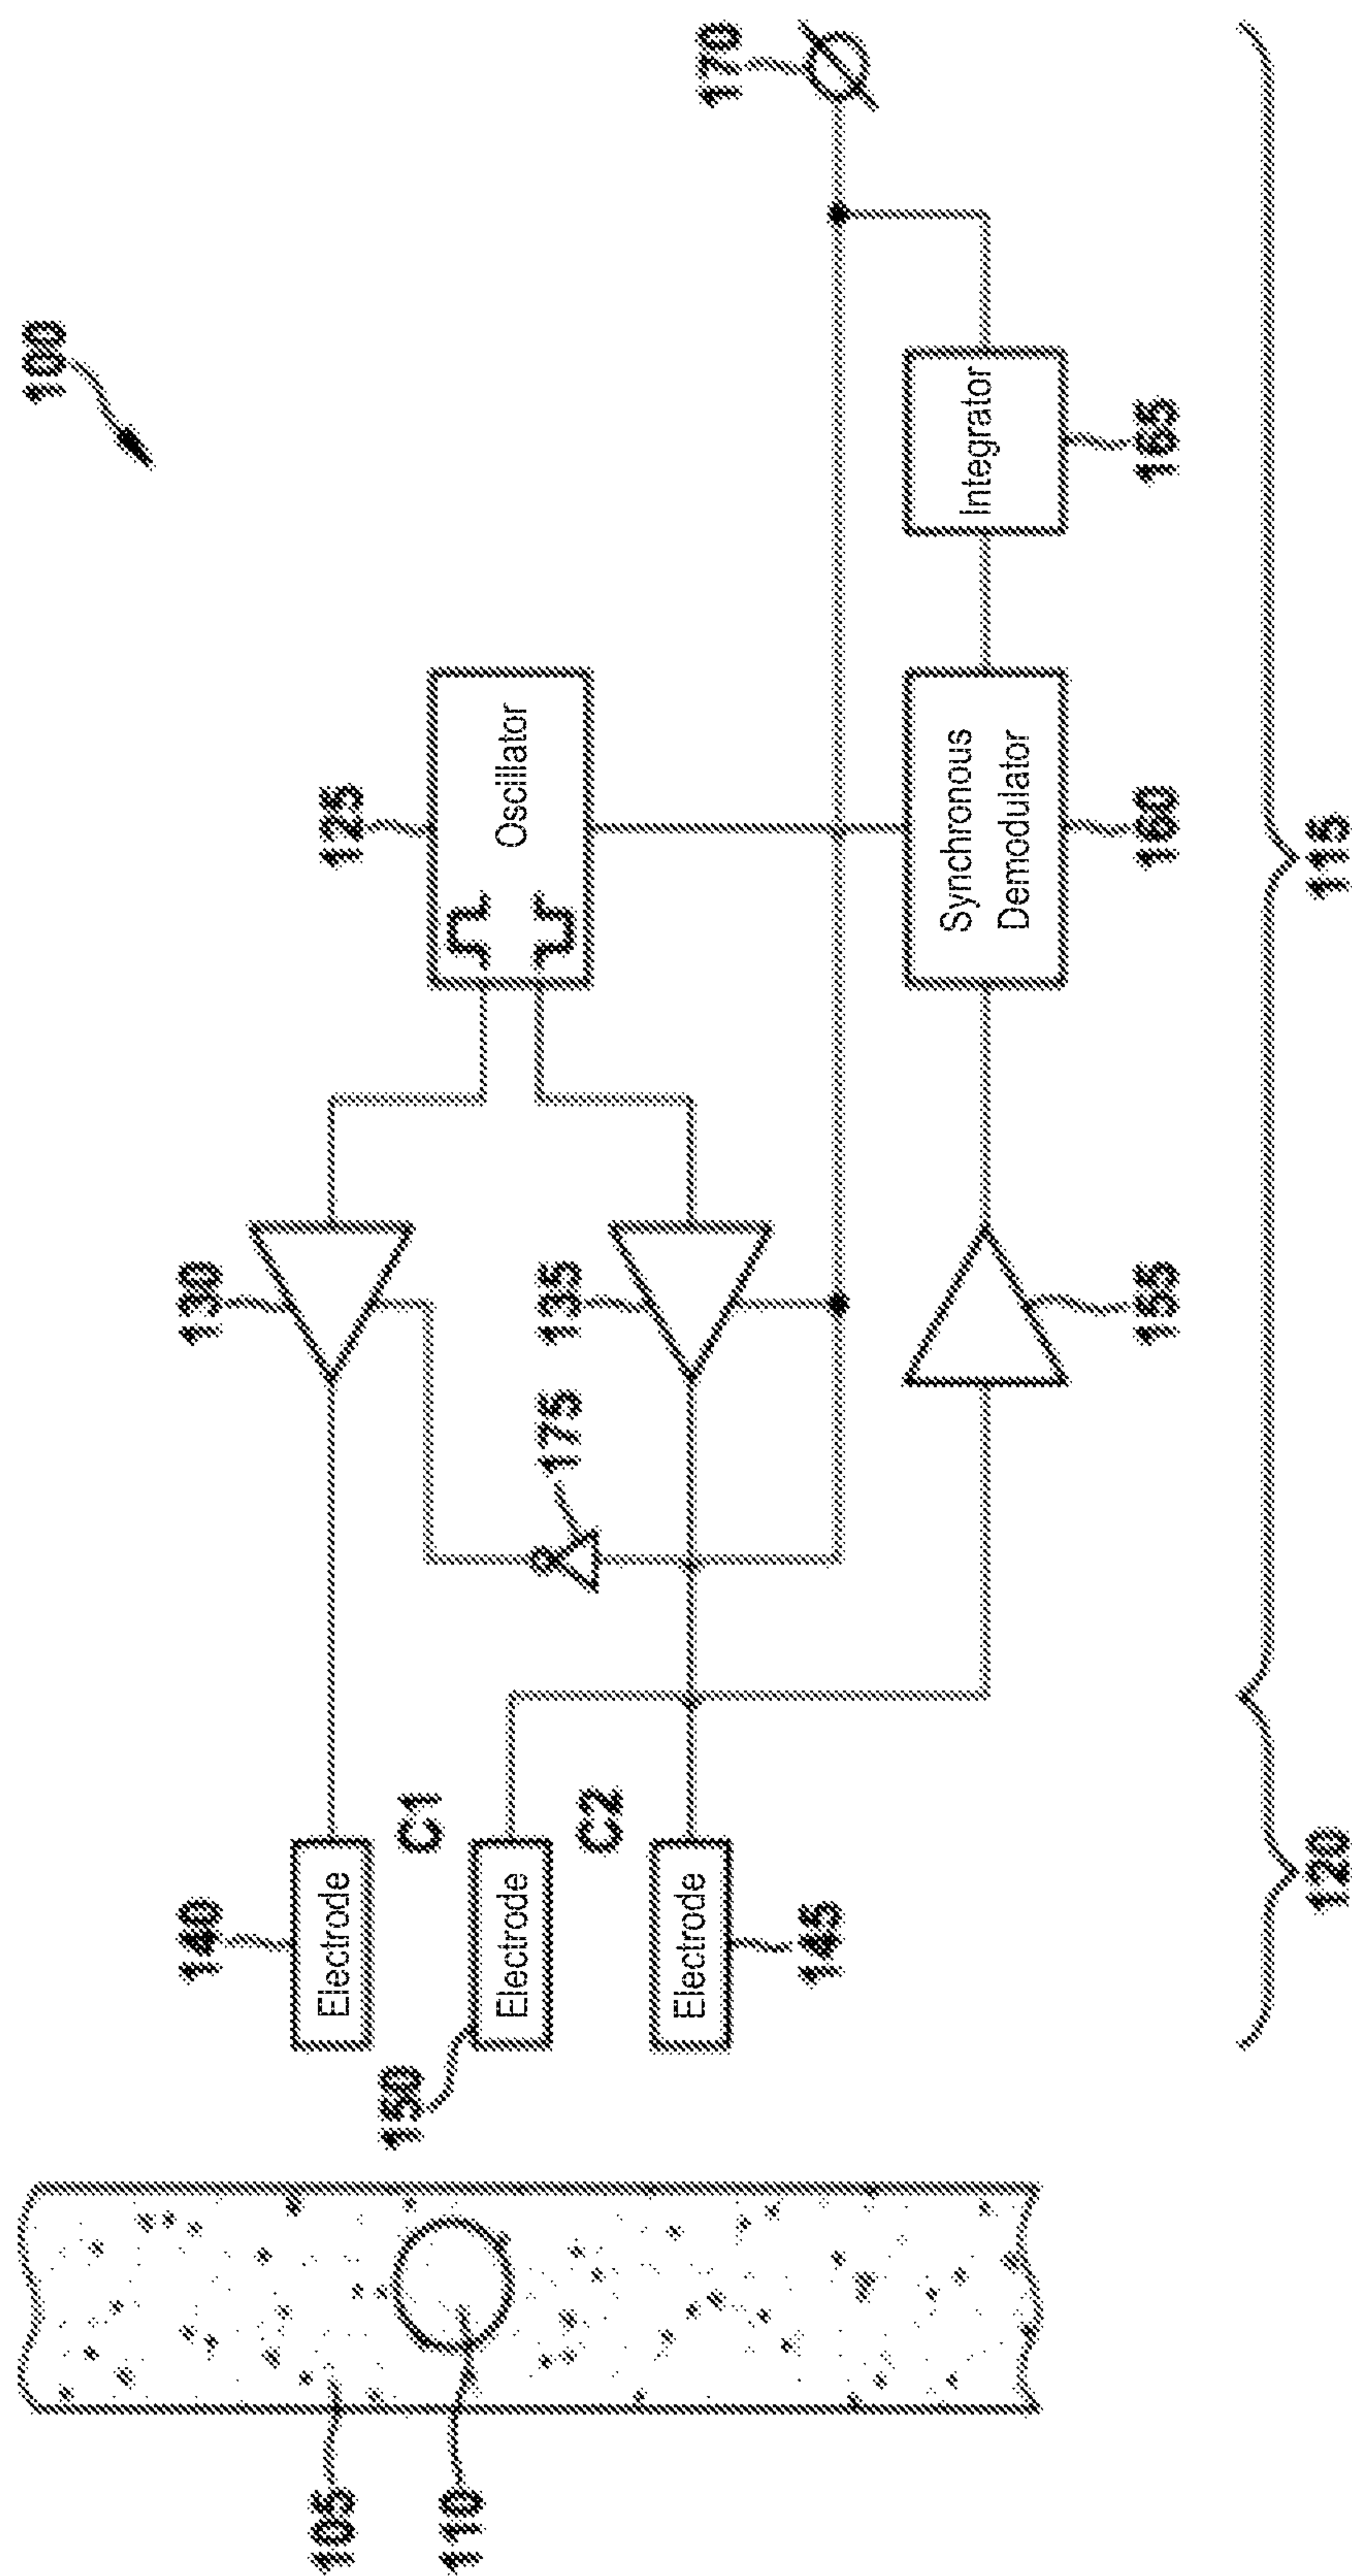 100
105
110
140
Electrode
C1
150
Electrode
C2
Electrode
145
130
135
175
155
125
Oscillator
Synchronous
Demodulator
160
Integrator
165
170
120
115